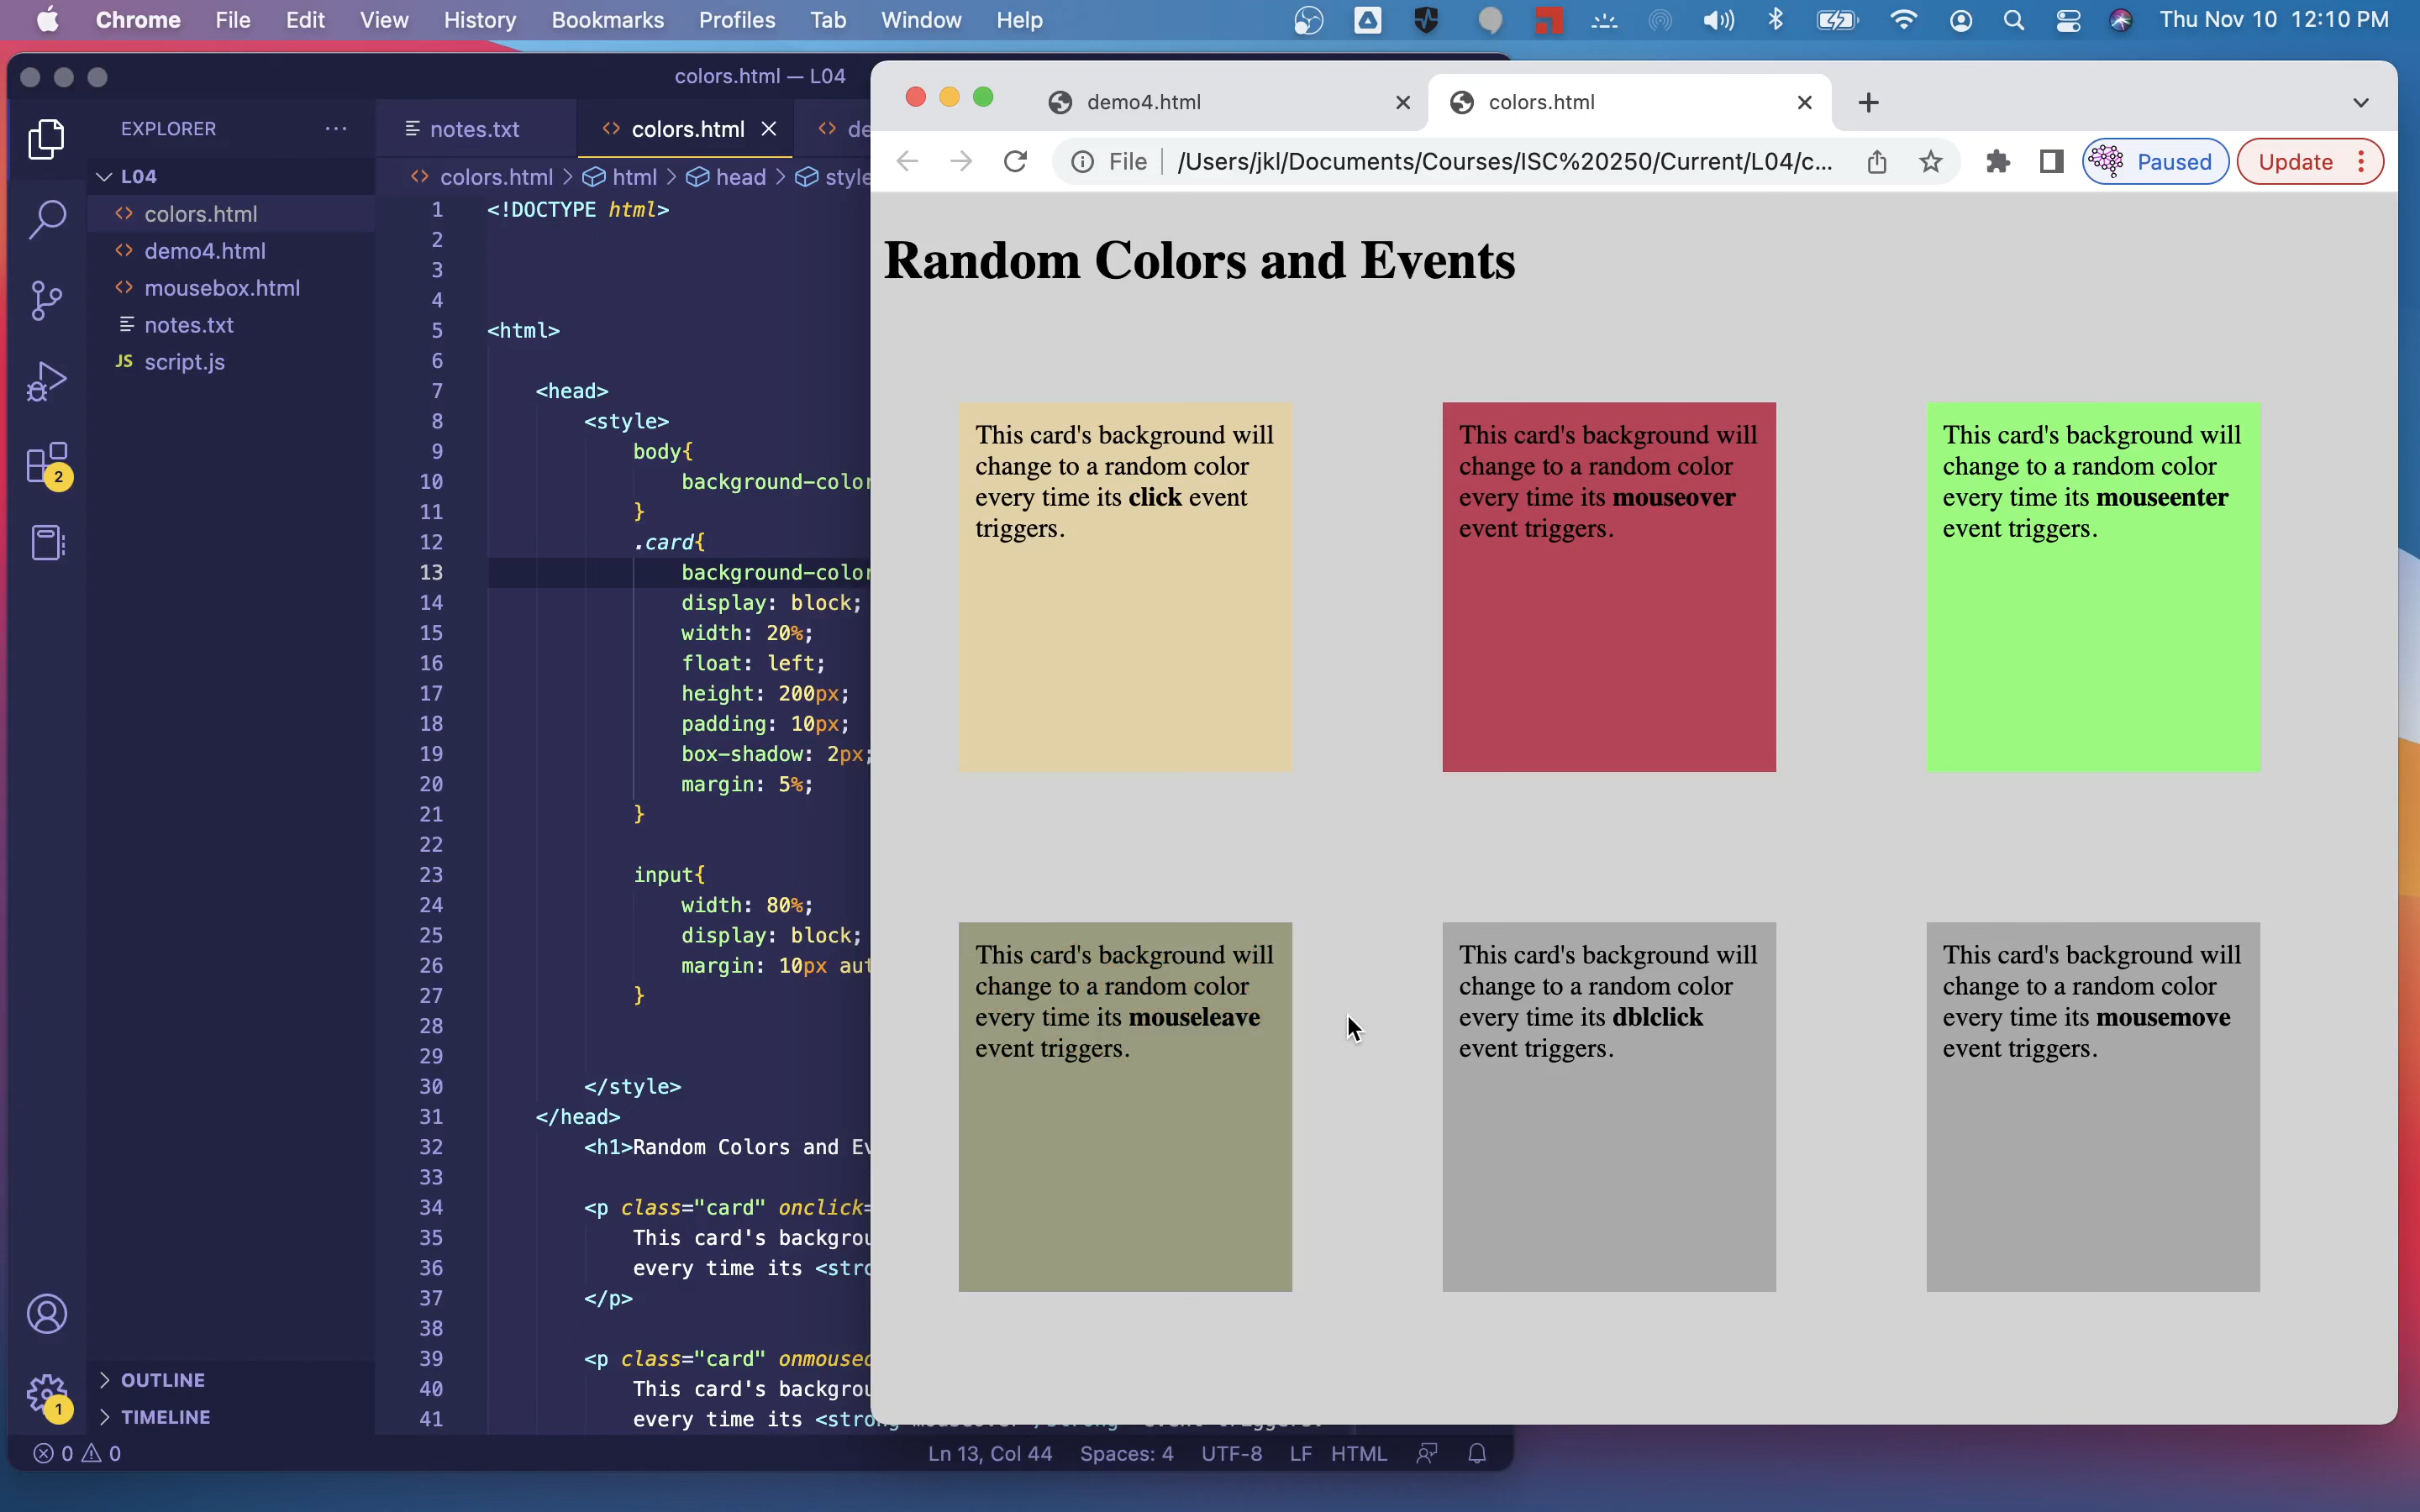 Chrome File Edit View History Bookmarks Profiles Tab Window Help Thu Nov 10 12:10 PM
colors.html — L04
EXPLORER
L04
colors.html
demo4.html
mousebox.html
notes.txt
JS script.js
2
1
OUTLINE
TIMELINE
notes.txt colors.html de
colors.html > html > head > style
1 <!DOCTYPE html>
2
3
4
5 <html>
6
7 <head>
8 <style>
9 body{
10 background-color
11 }
12 .card{
13 background-color
14 display: block;
15 width: 20%;
16 float: left;
17 height: 200px;
18 padding: 10px;
19 box-shadow: 2px;
20 margin: 5%;
21 }
22
23 input{
24 width: 80%;
25 display: block;
26 margin: 10px aut
27 }
28
29
30 </style>
31 </head>
32 <h1>Random Colors and Ev
33
34 <p class="card" onclick=
35 This card's backgrou
36 every time its <stro
37 </p>
38
39 <p class="card" onmouseo
40 This card's backgrou
41 every time its <strong
0 0
Ln 13, Col 44 Spaces: 4 UTF-8 LF HTML
demo4.html colors.html
File /Users/jkl/Documents/Courses/ISC%20250/Current/L04/c... Paused Update
Random Colors and Events
This card's background will
change to a random color
every time its click event
triggers.
This card's background will
change to a random color
every time its mouseover
event triggers.
This card's background will
change to a random color
every time its mouseenter
event triggers.
This card's background will
change to a random color
every time its mouseleave
event triggers.
This card's background will
change to a random color
every time its dblclick
event triggers.
This card's background will
change to a random color
every time its mousemove
event triggers.